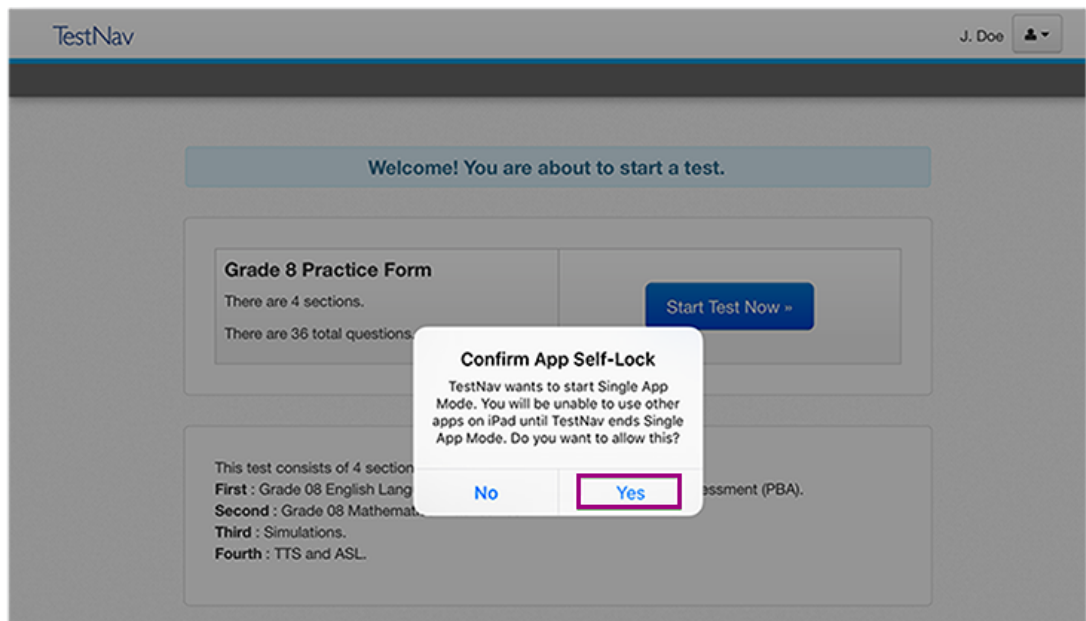 TestNav
J. Doe
Welcome! You are about to start a test.
Grade 8 Practice Form
There are 4 sections.
There are 36 total questions.
Start Test Now »
Confirm App Self-Lock
TestNav wants to start Single App
Mode. You will be unable to use other
apps on iPad until TestNav ends Single
App Mode. Do you want to allow this?
No
Yes
This test consists of 4 section
First : Grade 08 English Lang
essment (PBA).
Second : Grade 08 Mathemat
Third : Simulations.
Fourth : TTS and ASL.